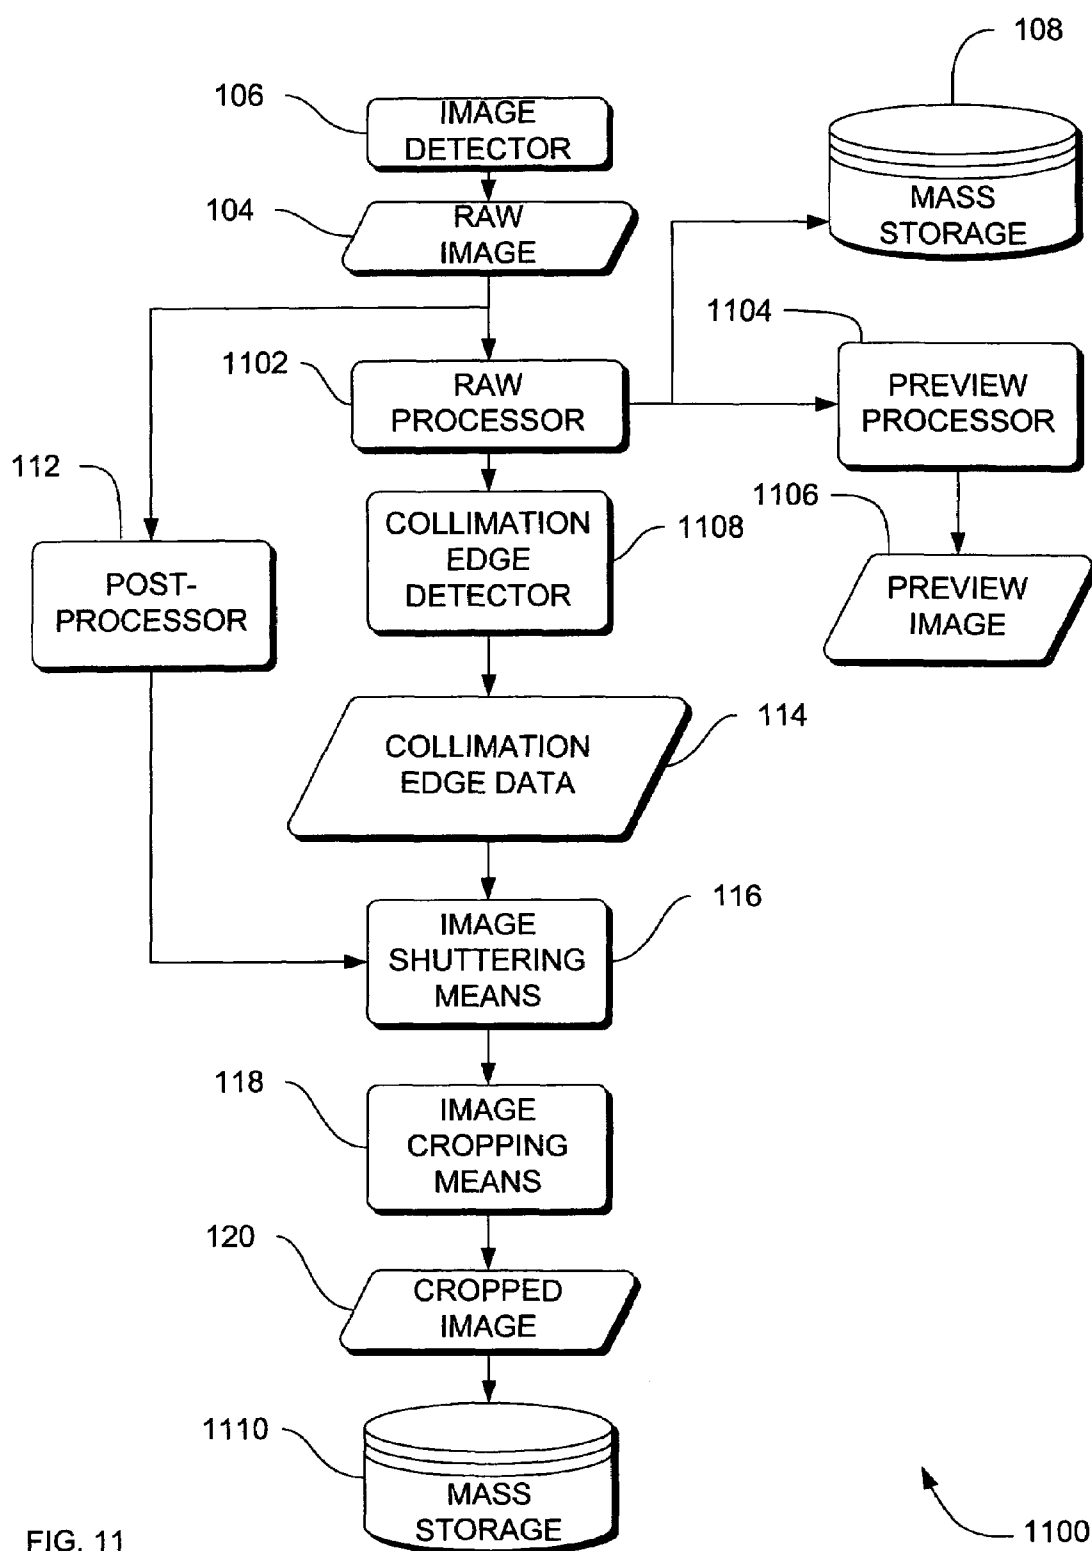 108
106
IMAGE
DETECTOR
104
RAW
IMAGE
MASS
STORAGE
1104
1102
RAW
PROCESSOR
PREVIEW
PROCESSOR
112
1106
COLLIMATION
EDGE
DETECTOR
1108
POST-
PROCESSOR
PREVIEW
IMAGE
114
COLLIMATION
EDGE DATA
116
IMAGE
SHUTTERING
MEANS
118
IMAGE
CROPPING
MEANS
120
CROPPED
IMAGE
1110
MASS
STORAGE
FIG. 11
1100